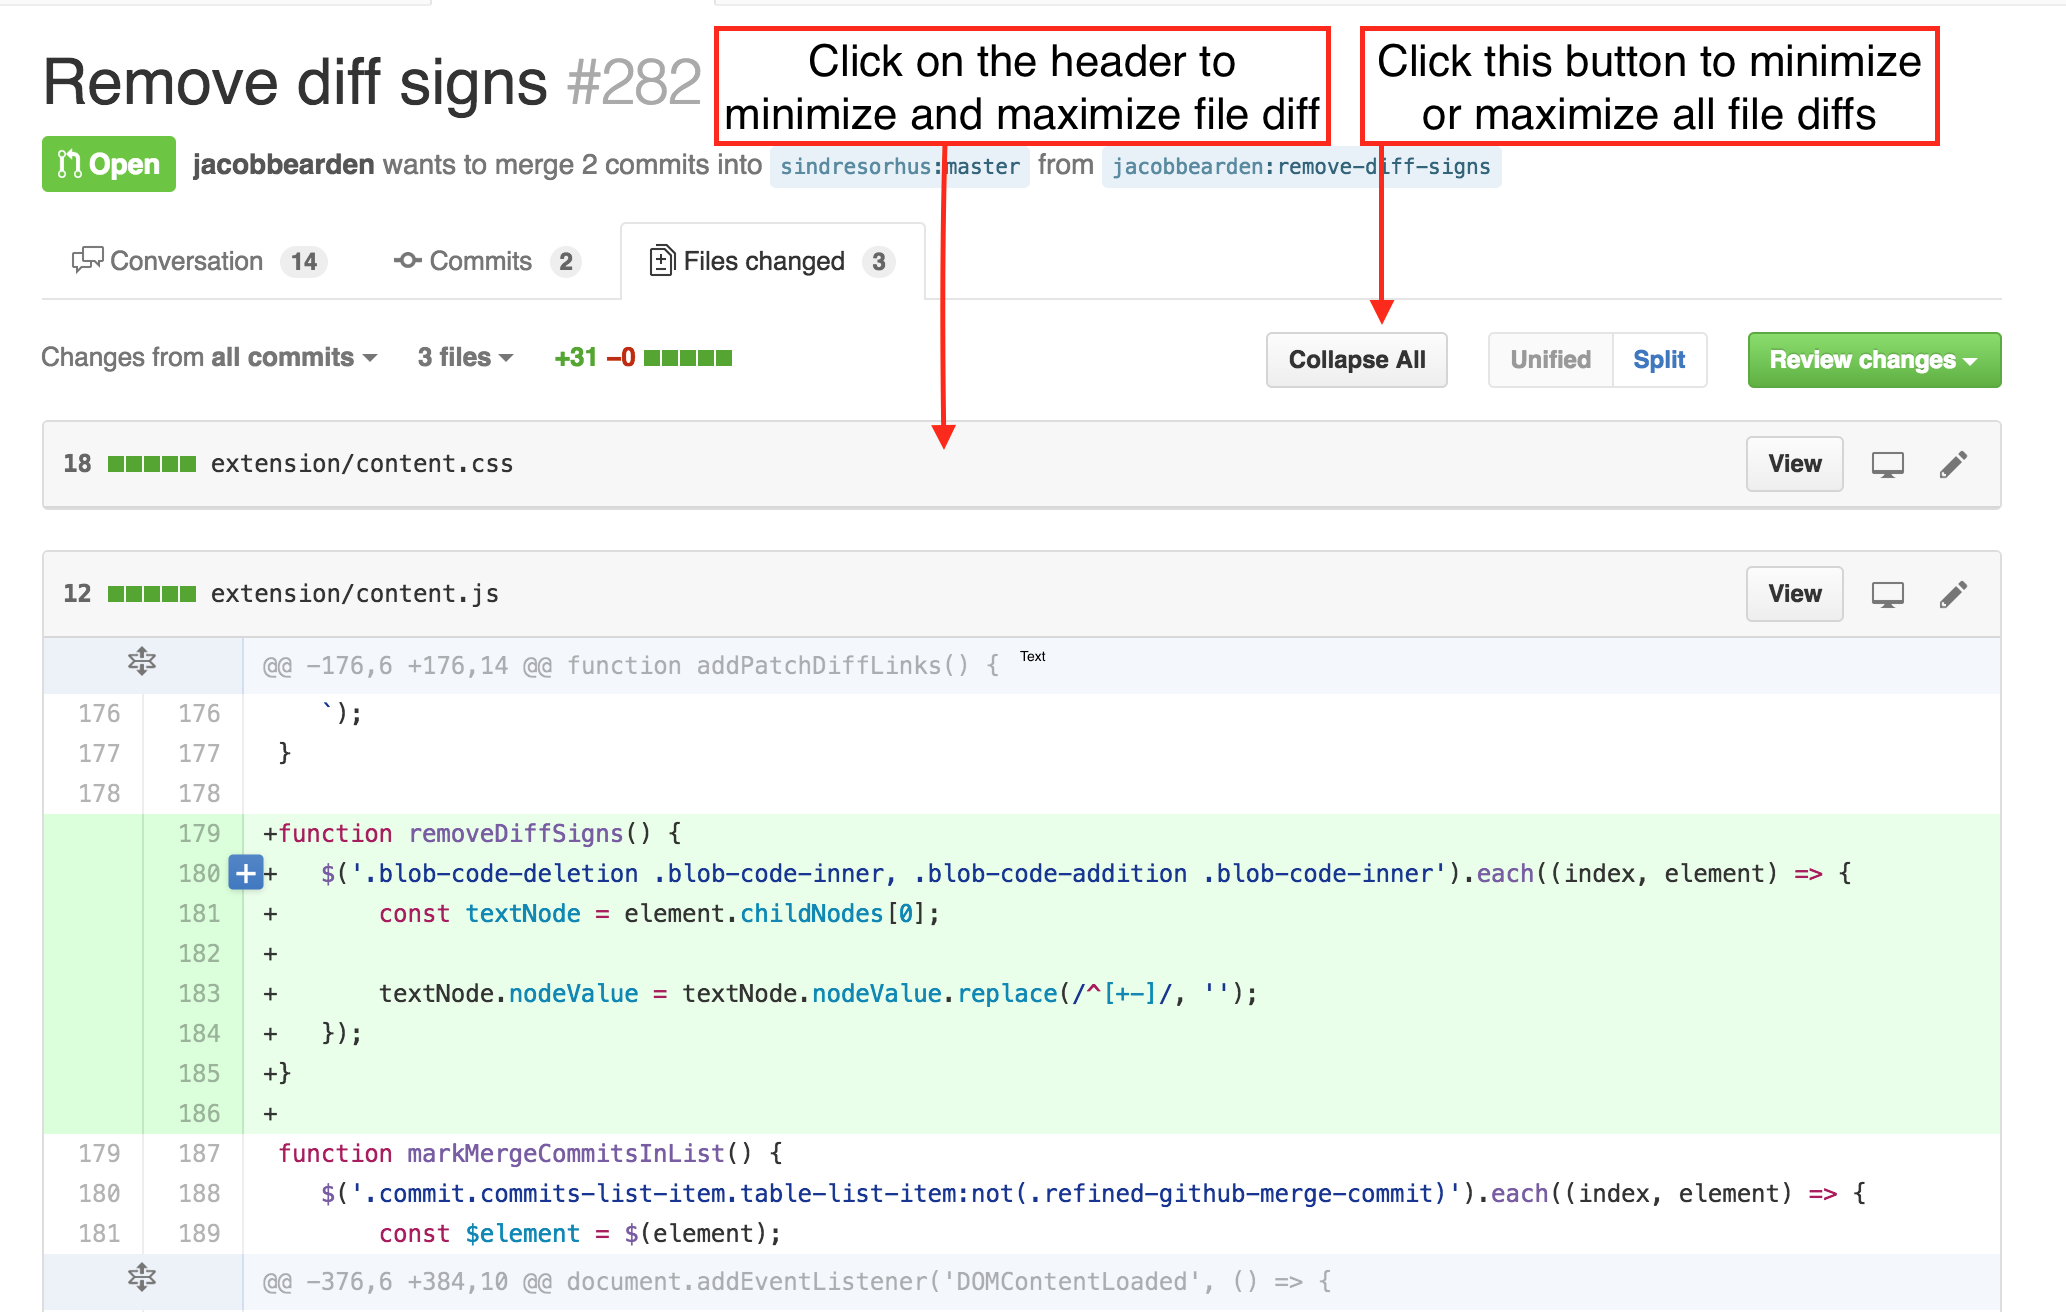 Remove diff signs #282
Click on the header to
minimize and maximize file diff
Click this button to minimize
or maximize all file diffs
Open jacobbearden wants to merge 2 commits into sindresorhus:master from jacobbearden:remove-diff-signs
Conversation 14 Commits 2 Files changed 3
Changes from all commits 3 files +31 −0 Collapse All Unified Split Review changes
18 extension/content.css View
12 extension/content.js View
@@ -176,6 +176,14 @@ function addPatchDiffLinks() { Text
176 176 `);
177 177 }
178 178
179 +function removeDiffSigns() {
180 + + $('.blob-code-deletion .blob-code-inner, .blob-code-addition .blob-code-inner').each((index, element) => {
181 + const textNode = element.childNodes[0];
182 +
183 + textNode.nodeValue = textNode.nodeValue.replace(/^[+-]/, '');
184 + });
185 +}
186 +
179 187 function markMergeCommitsInList() {
180 188 $('.commit.commits-list-item.table-list-item:not(.refined-github-merge-commit)').each((index, element) => {
181 189 const $element = $(element);
@@ -376,6 +384,10 @@ document.addEventListener('DOMContentLoaded', () => {